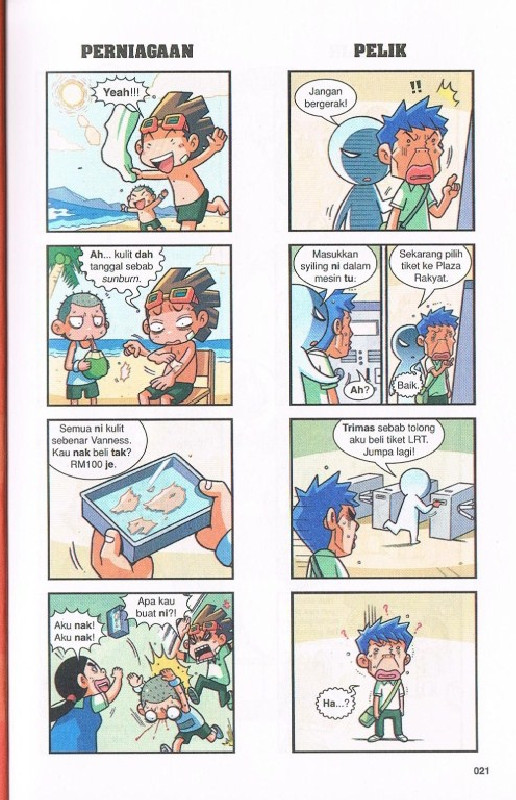 PERNIAGAAN
Yeah!!!
Ah... kulit dah
tanggal sebab
sunburn.
Semua ni kulit
sebenar Vanness.
Kau nak beli tak?
RM100 je.
Aku nak!
Aku nak!
Apa kau
buat ni?!
PELIK
Jangan
bergerak!
!!
Masukkan
syiling ni dalam
mesin tu.
Ah?
Sekarang pilih
tiket ke Plaza
Rakyat.
Baik.
Trimas sebab tolong
aku beli tiket LRT.
Jumpa lagi!
? ? ?
Ha...?
021